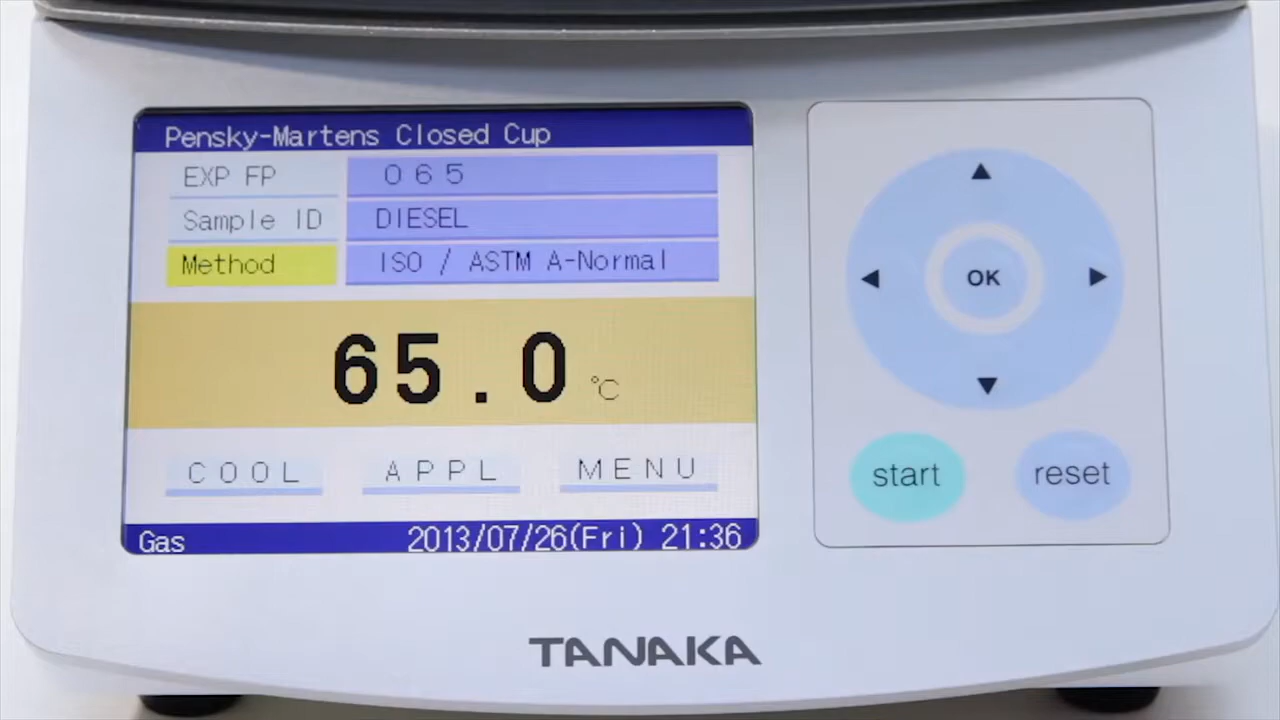 Pensky-Martens Closed Cup
EXP FP 065
Sample ID DIESEL
Method ISO / ASTM A-Normal
65.0 ℃
COOL APPL MENU
Gas 2013/07/26(Fri) 21:36
OK
start reset
TANAKA